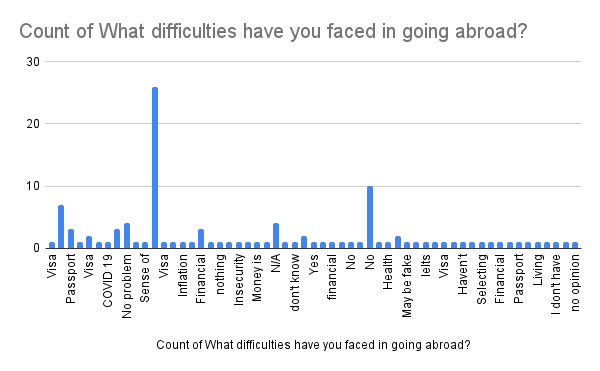 Count of What difficulties have you faced in going abroad?
30
20
10
0
Visa
Passport
Visa
COVID 19
No problem
Sense of
Visa
Inflation
Financial
nothing
Insecurity
Money is
N/A
don't know
Yes
financial
No
No
Health
May be fake
Ielts
Visa
Haven't
Selecting
Financial
Passport
Living
I don't have
no opinion
Count of What difficulties have you faced in going abroad?